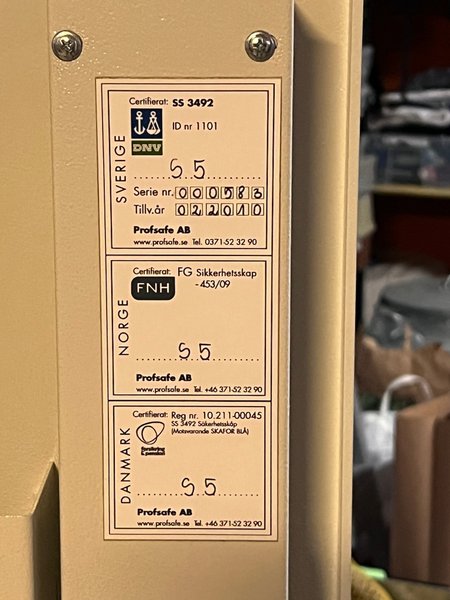 SVERIGE
Certifierat: SS 3492
ID nr 1101
DNV
S 5
Serie nr. 000583
Tillv.år 022010
Profsafe AB
www.profsafe.se Tel. 0371-52 32 90
NORGE
Certifierat: FG Sikkerhetsskap
FNH -453/09
S 5
Profsafe AB
www.profsafe.se Tel. +46 371-52 32 90
DANMARK
Certifierat: Reg nr. 10.211-00045
SS 3492 Säkerhetsskåp
(Motsvarande SKAFOR BLÅ)
S.5
Profsafe AB
www.profsafe.se Tel. +46 371-52 32 90